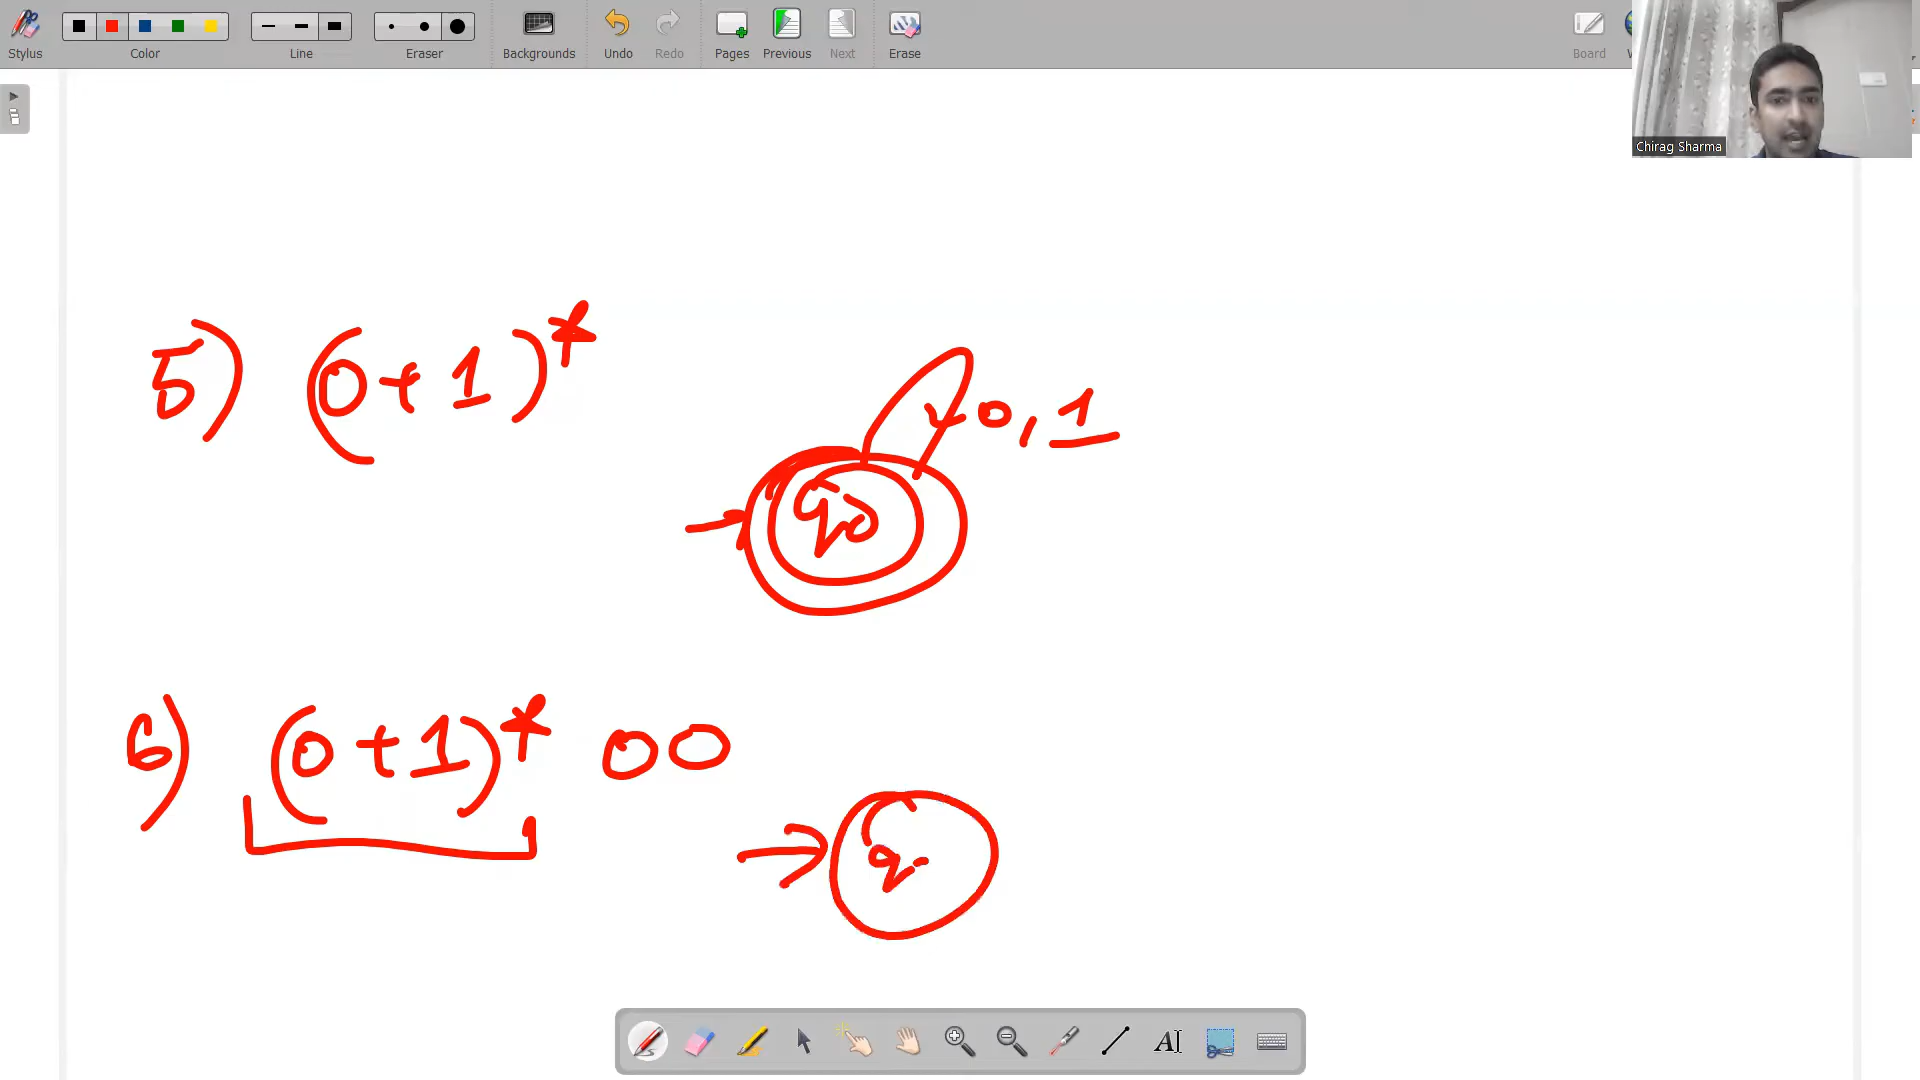 Stylus
Color
Line
Eraser
Backgrounds
Undo
Redo
Pages
Previous
Next
Erase
Board
Chirag Sharma
5) (0+1)*
0, 1
q0
6) (0+1)* 00
q
AI